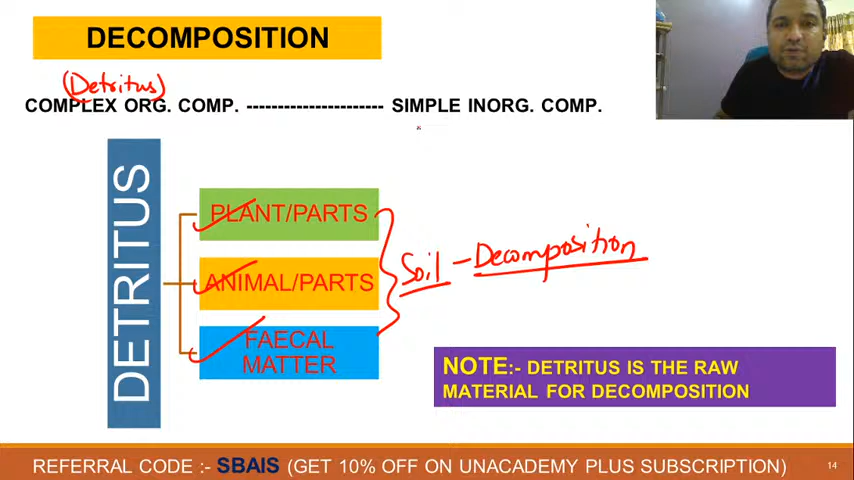 DECOMPOSITION
(Detritus)
COMPLEX ORG. COMP. ---------------------- SIMPLE INORG. COMP.
DETRITUS
PLANT/PARTS
ANIMAL/PARTS
FAECAL
MATTER
Soil - Decomposition
NOTE:- DETRITUS IS THE RAW
MATERIAL FOR DECOMPOSITION
REFERRAL CODE :- SBAIS (GET 10% OFF ON UNACADEMY PLUS SUBSCRIPTION)
14